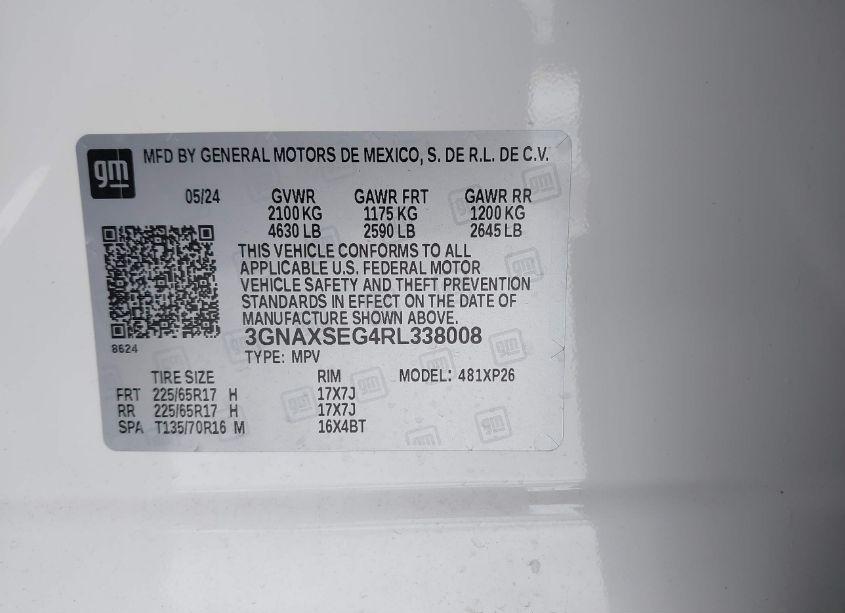 gm MFD BY GENERAL MOTORS DE MEXICO, S. DE R.L. DE C.V.
05/24 GVWR GAWR FRT GAWR RR
2100 KG 1175 KG 1200 KG
4630 LB 2590 LB 2645 LB
THIS VEHICLE CONFORMS TO ALL
APPLICABLE U.S. FEDERAL MOTOR
VEHICLE SAFETY AND THEFT PREVENTION
STANDARDS IN EFFECT ON THE DATE OF
MANUFACTURE SHOWN ABOVE.
3GNAXSEG4RL338008
8624
TYPE: MPV
TIRE SIZE RIM MODEL: 481XP26
FRT 225/65R17 H 17X7J
RR 225/65R17 H 17X7J
SPA T135/70R16 M 16X4BT